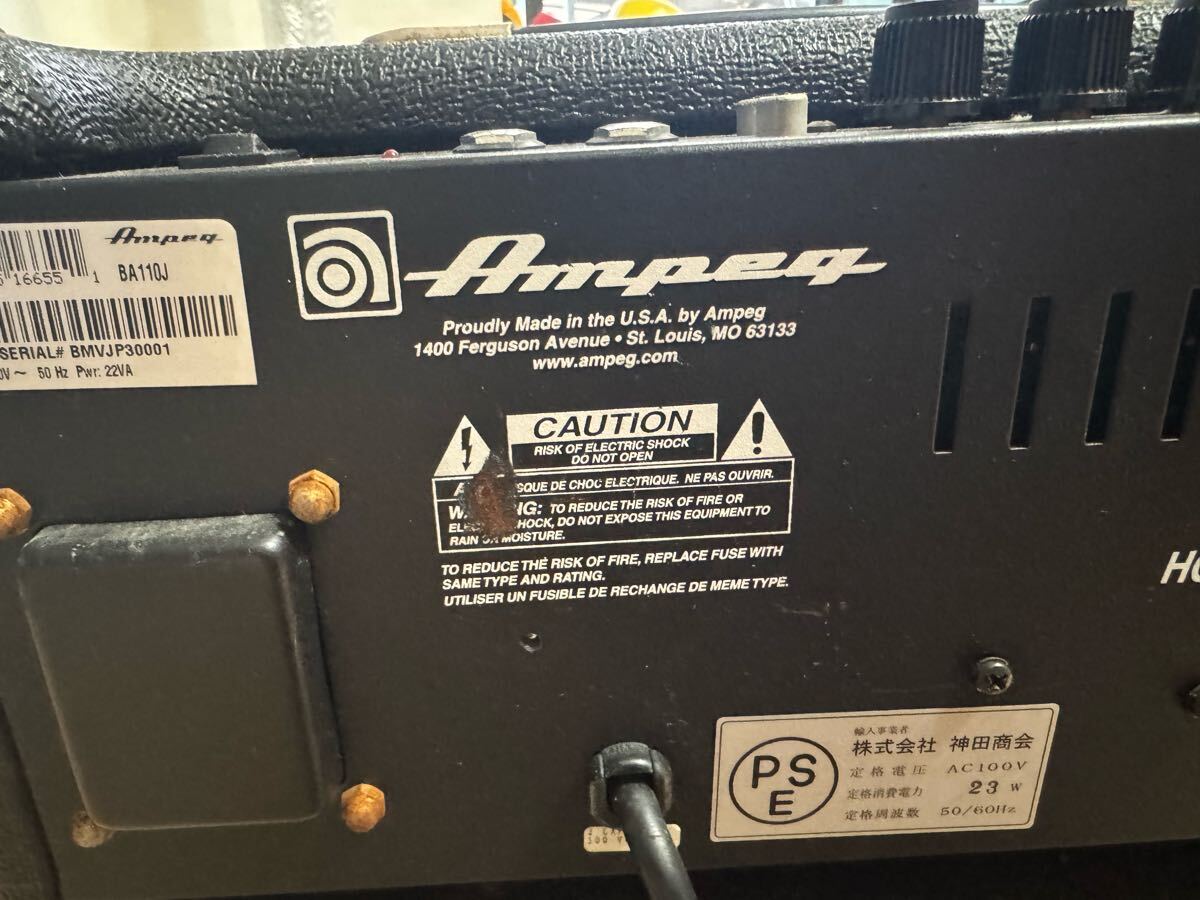 Ampeg
16655 1 BA110J
SERIAL# BMVJP30001
0V ~ 50 Hz Pwr: 22VA
Ampeg
Proudly Made in the U.S.A. by Ampeg
1400 Ferguson Avenue • St. Louis, MO 63133
www.ampeg.com
CAUTION
RISK OF ELECTRIC SHOCK
DO NOT OPEN
DE CHOC ELECTRIQUE. NE PAS OUVRIR.
TO REDUCE THE RISK OF FIRE OR
SHOCK, DO NOT EXPOSE THIS EQUIPMENT TO
RAIN OR MOISTURE.
TO REDUCE THE RISK OF FIRE, REPLACE FUSE WITH
SAME TYPE AND RATING.
UTILISER UN FUSIBLE DE RECHANGE DE MEME TYPE.
PS
E
輸入事業者
株式会社 神田商会
定格電圧 AC100V
定格消費電力 23 W
定格周波数 50/60Hz